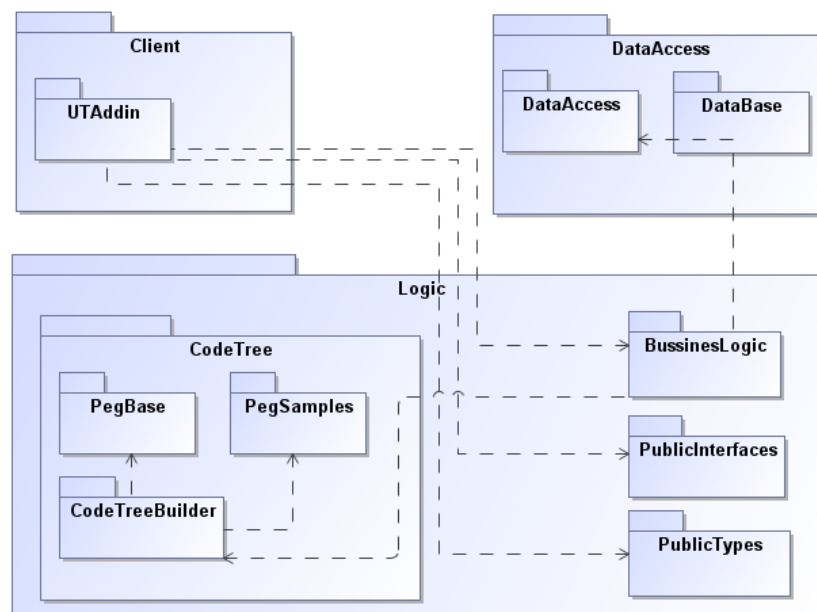 Client
UTAddin
DataAccess
DataAccess
DataBase
Logic
CodeTree
PegBase
PegSamples
CodeTreeBuilder
BussinesLogic
PublicInterfaces
PublicTypes